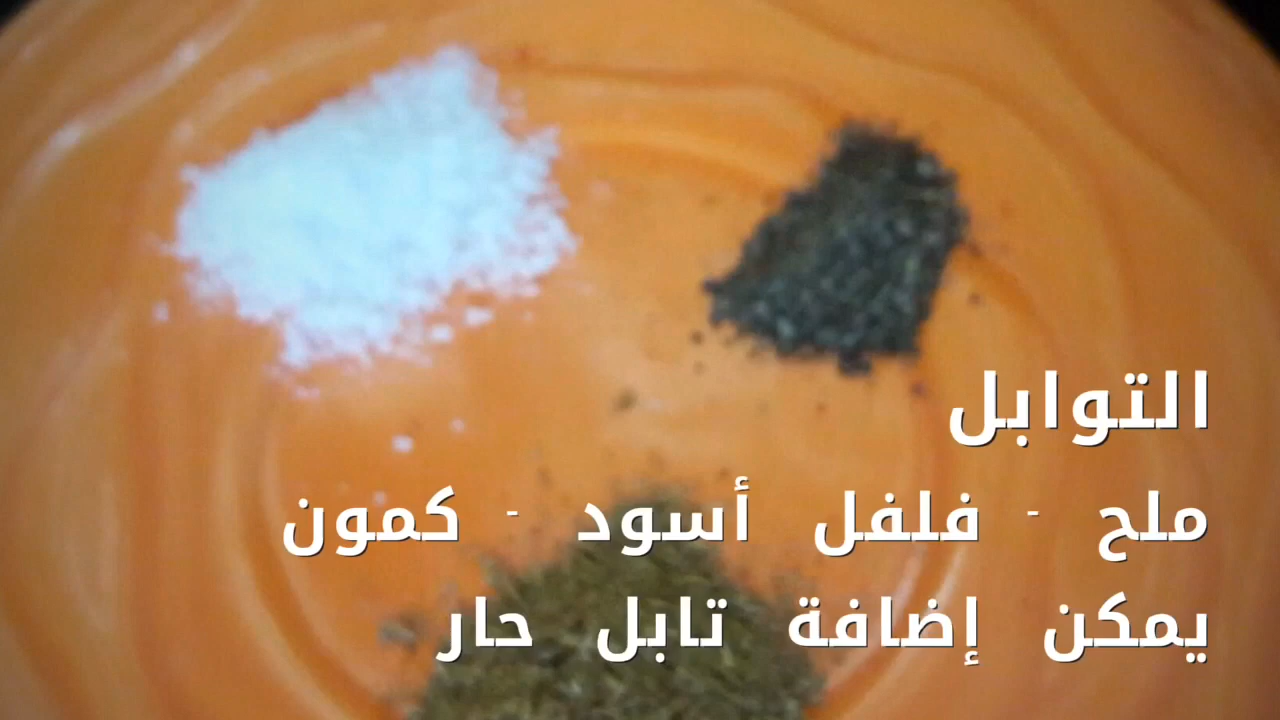 التوابل
ملح - فلفل أسود - كمون
يمكن إضافة تابل حار